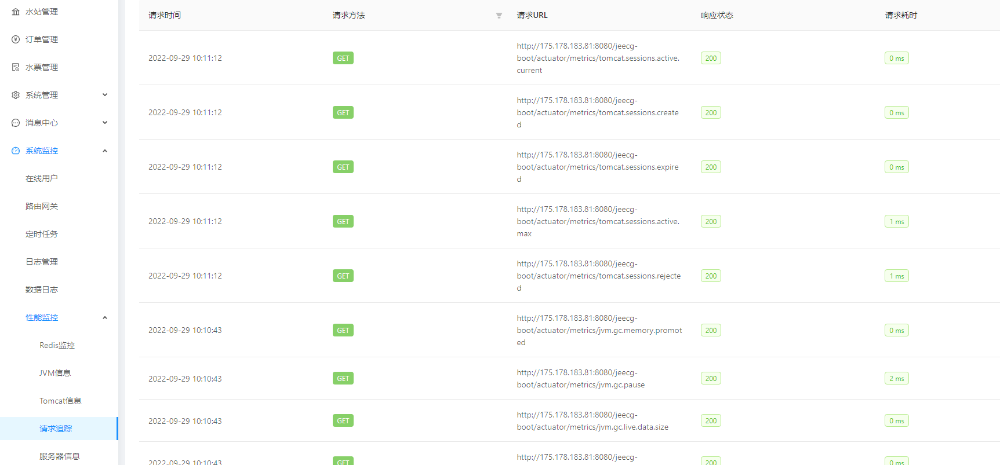 水站管理
订单管理
水票管理
系统管理
消息中心
系统监控
在线用户
路由网关
定时任务
日志管理
数据日志
性能监控
Redis监控
JVM信息
Tomcat信息
请求追踪
服务器信息
请求时间 请求方法 请求URL 响应状态 请求耗时
2022-09-29 10:11:12 GET http://175.178.183.81:8080/jeecg-
boot/actuator/metrics/tomcat.sessions.active.
current 200 0 ms
2022-09-29 10:11:12 GET http://175.178.183.81:8080/jeecg-
boot/actuator/metrics/tomcat.sessions.create
d 200 0 ms
2022-09-29 10:11:12 GET http://175.178.183.81:8080/jeecg-
boot/actuator/metrics/tomcat.sessions.expire
d 200 0 ms
2022-09-29 10:11:12 GET http://175.178.183.81:8080/jeecg-
boot/actuator/metrics/tomcat.sessions.active.
max 200 1 ms
2022-09-29 10:11:12 GET http://175.178.183.81:8080/jeecg-
boot/actuator/metrics/tomcat.sessions.rejecte
d 200 1 ms
2022-09-29 10:10:43 GET http://175.178.183.81:8080/jeecg-
boot/actuator/metrics/jvm.gc.memory.promot
ed 200 0 ms
2022-09-29 10:10:43 GET http://175.178.183.81:8080/jeecg-
boot/actuator/metrics/jvm.gc.pause 200 2 ms
2022-09-29 10:10:43 GET http://175.178.183.81:8080/jeecg-
boot/actuator/metrics/jvm.gc.live.data.size 200 0 ms
2022-09-29 10:10:43 GET http://175.178.183.81:8080/jeecg- 200 0 ms